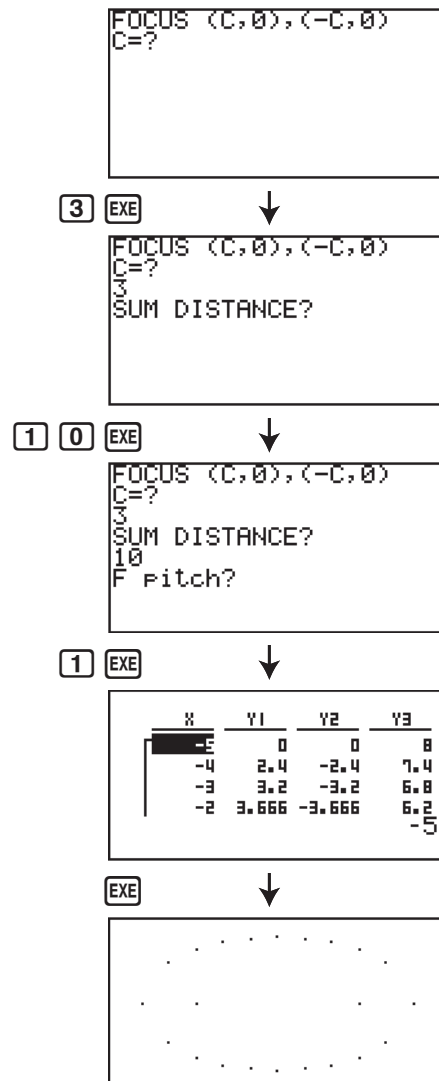 FOCUS (C,0),(-C,0)
C=?
3 EXE
FOCUS (C,0),(-C,0)
C=?
3
SUM DISTANCE?
1 0 EXE
FOCUS (C,0),(-C,0)
C=?
3
SUM DISTANCE?
10
F pitch?
1 EXE
X Y1 Y2 Y3
-5 0 0 8
-4 2.4 -2.4 7.4
-3 3.2 -3.2 6.8
-2 3.666 -3.666 6.2
-5
EXE